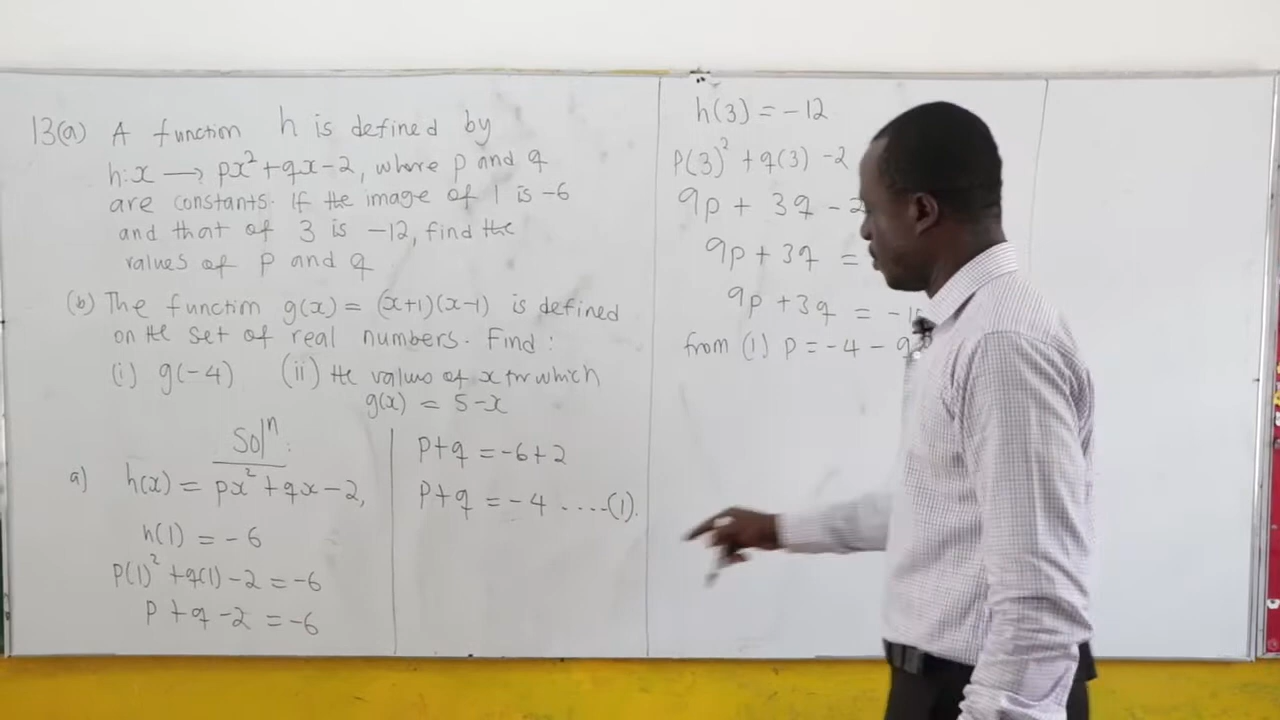 13(a) A function h is defined by
h: x → px² + qx - 2, where p and q
are constants. If the image of 1 is -6
and that of 3 is -12, find the
values of p and q
(b) The function g(x) = (x+1)(x-1) is defined
on the set of real numbers. Find :
(i) g(-4) (ii) the values of x for which
g(x) = 5-x
Solⁿ:
a) h(x) = px² + qx - 2,
h(1) = -6
p(1)² + q(1) - 2 = -6
p + q - 2 = -6
p + q = -6 + 2
p + q = -4 .....(1).
h(3) = -12
p(3)² + q(3) - 2
9p + 3q - 2
9p + 3q =
9p + 3q = -1
from (1) p = -4 - q